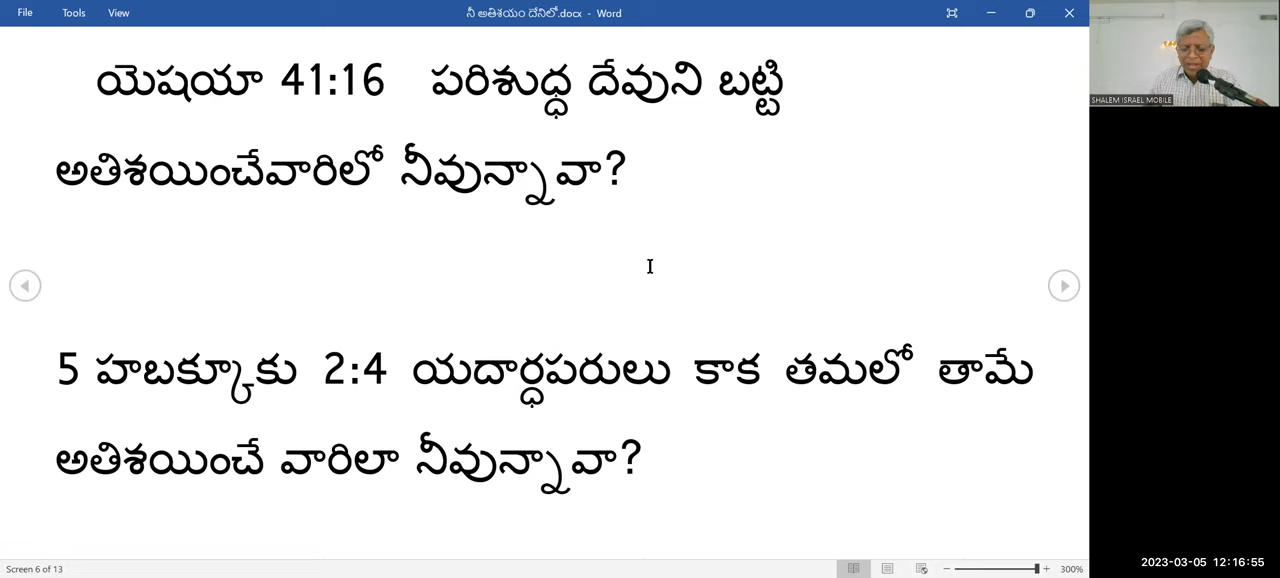 File Tools View నీ అతిశయం దేనిలో.docx - Word
SHALEM ISRAEL MOBILE
యెషయా 41:16 పరిశుద్ధ దేవుని బట్టి
అతిశయించేవారిలో నీవున్నావా?
5 హబక్కూకు 2:4 యదార్ధపరులు కాక తమలో తామే
అతిశయించే వారిలా నీవున్నావా?
Screen 6 of 13 300%
2023-03-05 12:16:55